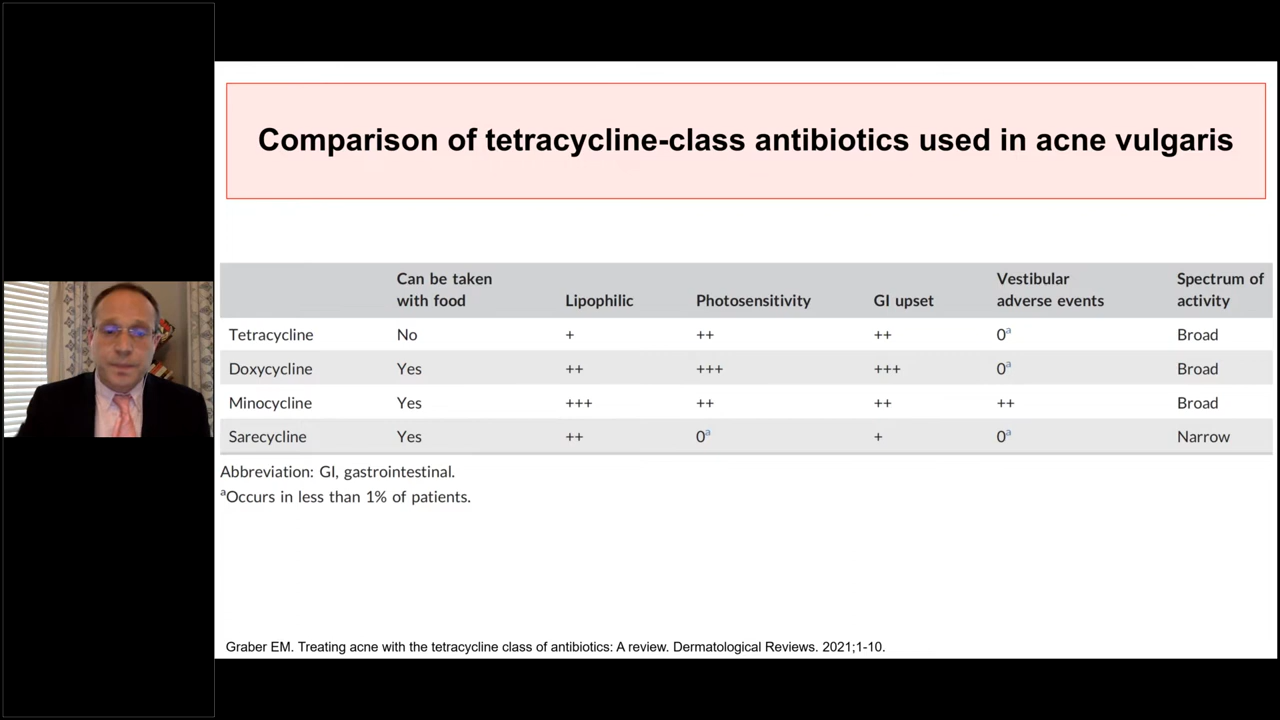 Comparison of tetracycline-class antibiotics used in acne vulgaris
Can be taken with food Lipophilic Photosensitivity GI upset Vestibular adverse events Spectrum of activity
Tetracycline No + ++ ++ 0a Broad
Doxycycline Yes ++ +++ +++ 0a Broad
Minocycline Yes +++ ++ ++ ++ Broad
Sarecycline Yes ++ 0a + 0a Narrow
Abbreviation: GI, gastrointestinal.
aOccurs in less than 1% of patients.
Graber EM. Treating acne with the tetracycline class of antibiotics: A review. Dermatological Reviews. 2021;1-10.